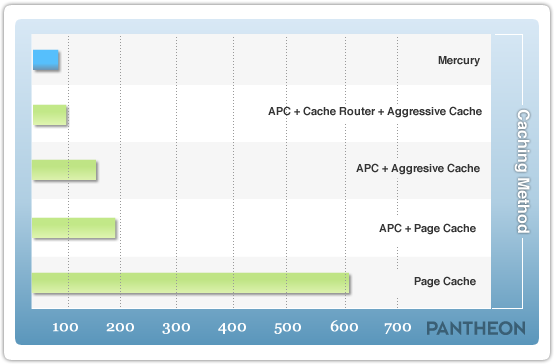 Mercury
APC + Cache Router + Aggressive Cache
APC + Aggresive Cache
APC + Page Cache
Page Cache
Caching Method
100 200 300 400 500 600 700 PANTHEON